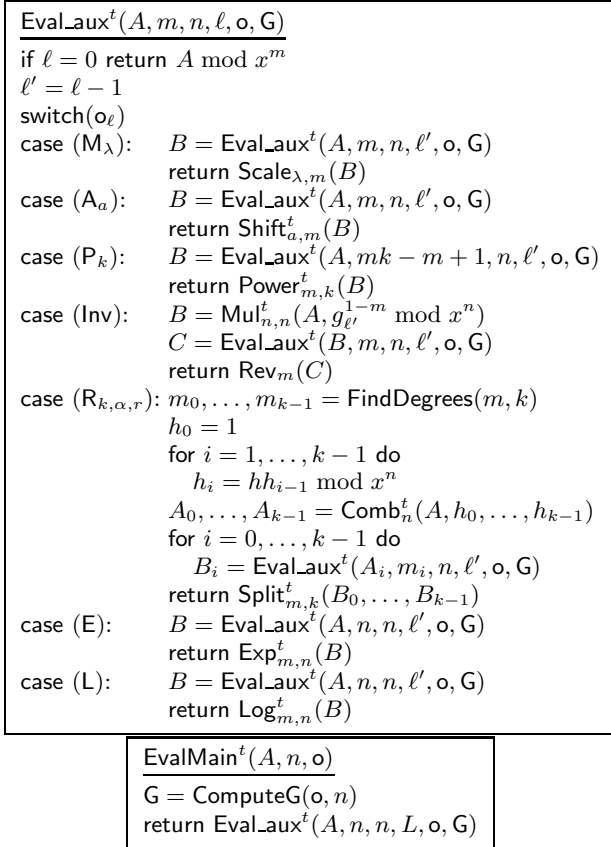 Eval_aux^t(A, m, n, ℓ, o, G)
if ℓ = 0 return A mod x^m
ℓ′ = ℓ − 1
switch(o_ℓ)
case (M_λ): B = Eval_aux^t(A, m, n, ℓ′, o, G)
return Scale_{λ,m}(B)
case (A_a): B = Eval_aux^t(A, m, n, ℓ′, o, G)
return Shift^t_{a,m}(B)
case (P_k): B = Eval_aux^t(A, mk − m + 1, n, ℓ′, o, G)
return Power^t_{m,k}(B)
case (Inv): B = Mul^t_{n,n}(A, g_{ℓ′}^{1−m} mod x^n)
C = Eval_aux^t(B, m, n, ℓ′, o, G)
return Rev_m(C)
case (R_{k,α,r}): m_0, . . . , m_{k−1} = FindDegrees(m, k)
h_0 = 1
for i = 1, . . . , k − 1 do
h_i = hh_{i−1} mod x^n
A_0, . . . , A_{k−1} = Comb^t_n(A, h_0, . . . , h_{k−1})
for i = 0, . . . , k − 1 do
B_i = Eval_aux^t(A_i, m_i, n, ℓ′, o, G)
return Split^t_{m,k}(B_0, . . . , B_{k−1})
case (E): B = Eval_aux^t(A, n, n, ℓ′, o, G)
return Exp^t_{m,n}(B)
case (L): B = Eval_aux^t(A, n, n, ℓ′, o, G)
return Log^t_{m,n}(B)
EvalMain^t(A, n, o)
G = ComputeG(o, n)
return Eval_aux^t(A, n, n, L, o, G)